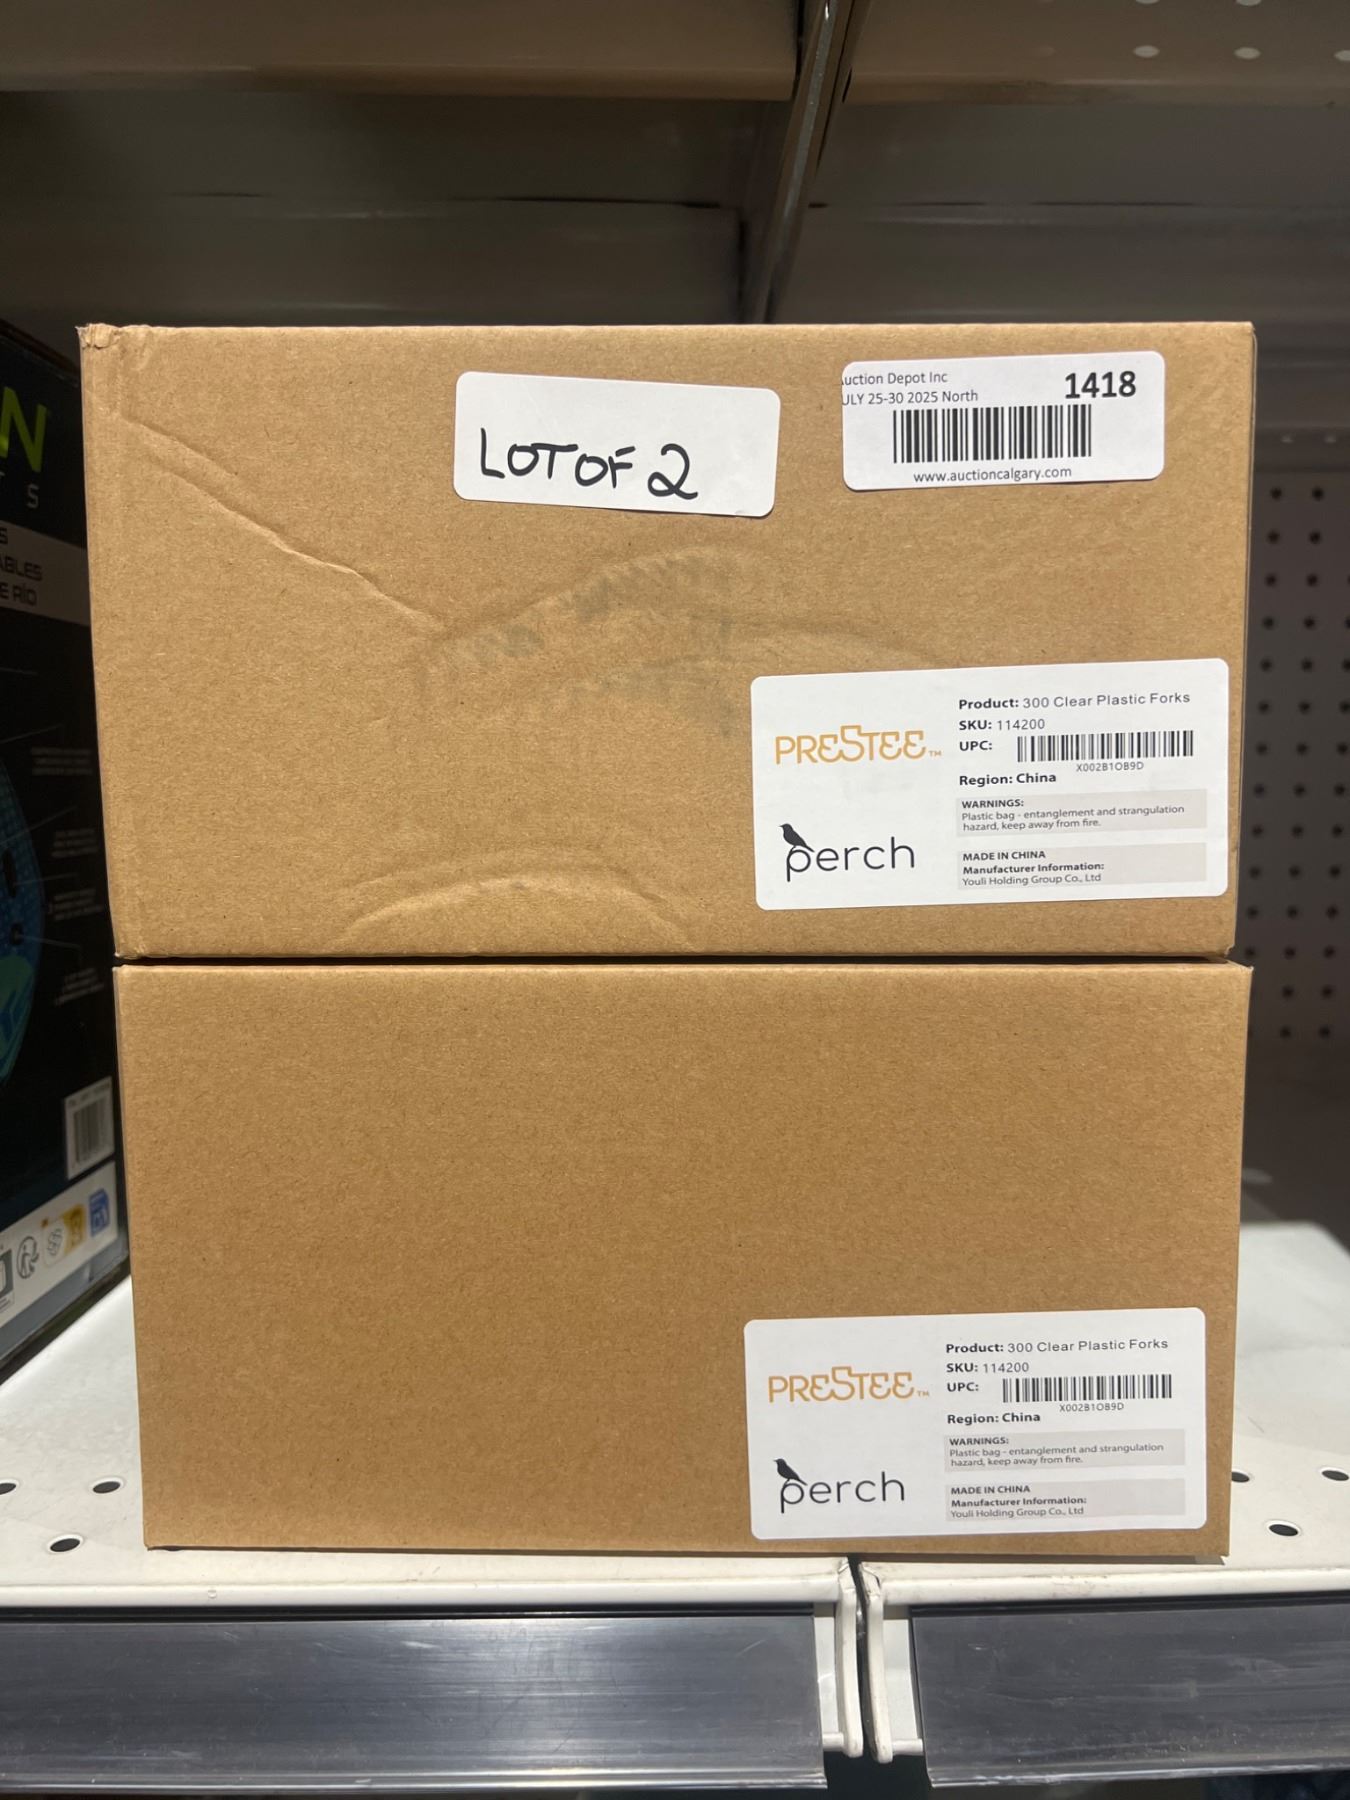 LOT OF 2
uction Depot Inc
ULY 25-30 2025 North
1418
www.auctioncalgary.com
PRESTEE™
perch
Product: 300 Clear Plastic Forks
SKU: 114200
UPC:
X002B1OB9D
Region: China
WARNINGS:
Plastic bag - entanglement and strangulation
hazard, keep away from fire.
MADE IN CHINA
Manufacturer Information:
Youli Holding Group Co., Ltd
PRESTEE™
perch
Product: 300 Clear Plastic Forks
SKU: 114200
UPC:
X002B1OB9D
Region: China
WARNINGS:
Plastic bag - entanglement and strangulation
hazard, keep away from fire.
MADE IN CHINA
Manufacturer Information:
Youli Holding Group Co., Ltd
N
T S
S
ABLES
E RÍO